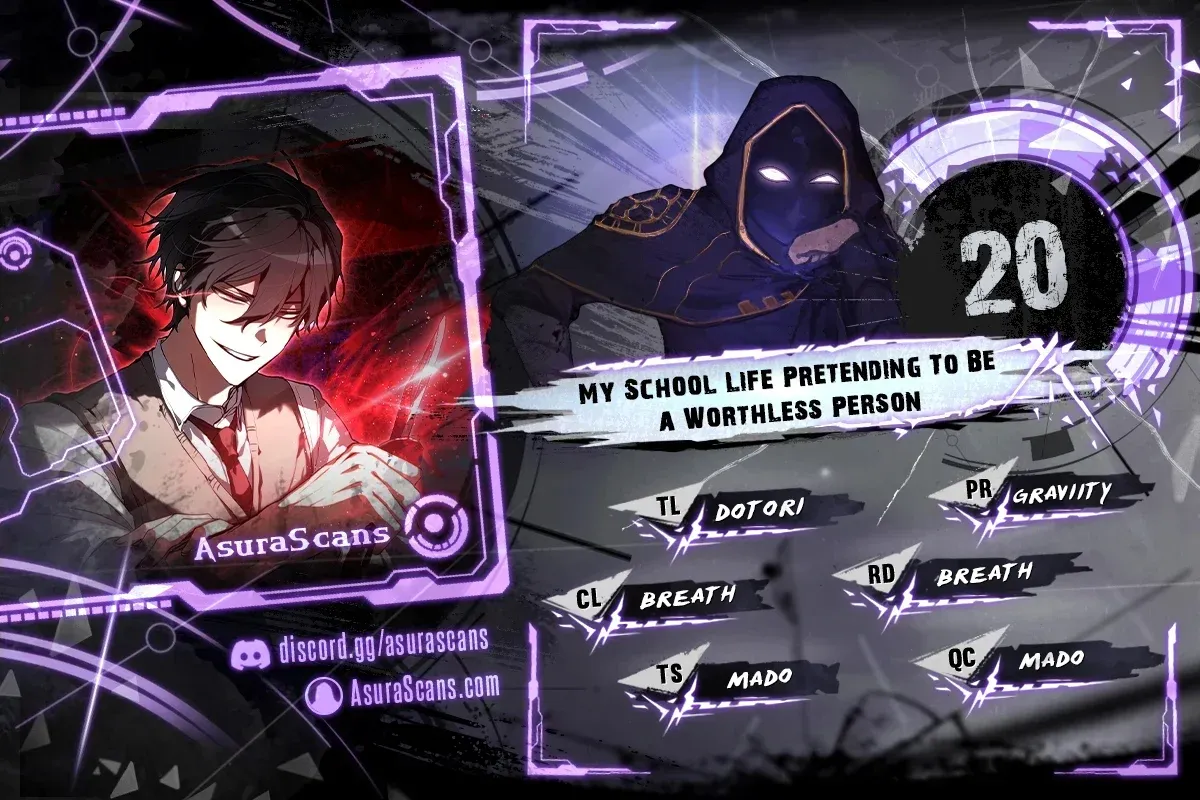 AsuraScans
discord.gg/asurascans
AsuraScans.com
20
MY SCHOOL LIFE PRETENDING TO BE
A WORTHLESS PERSON
TL DOTORI
PR GRAVIITY
CL BREATH
RD BREATH
TS MADO
QC MADO